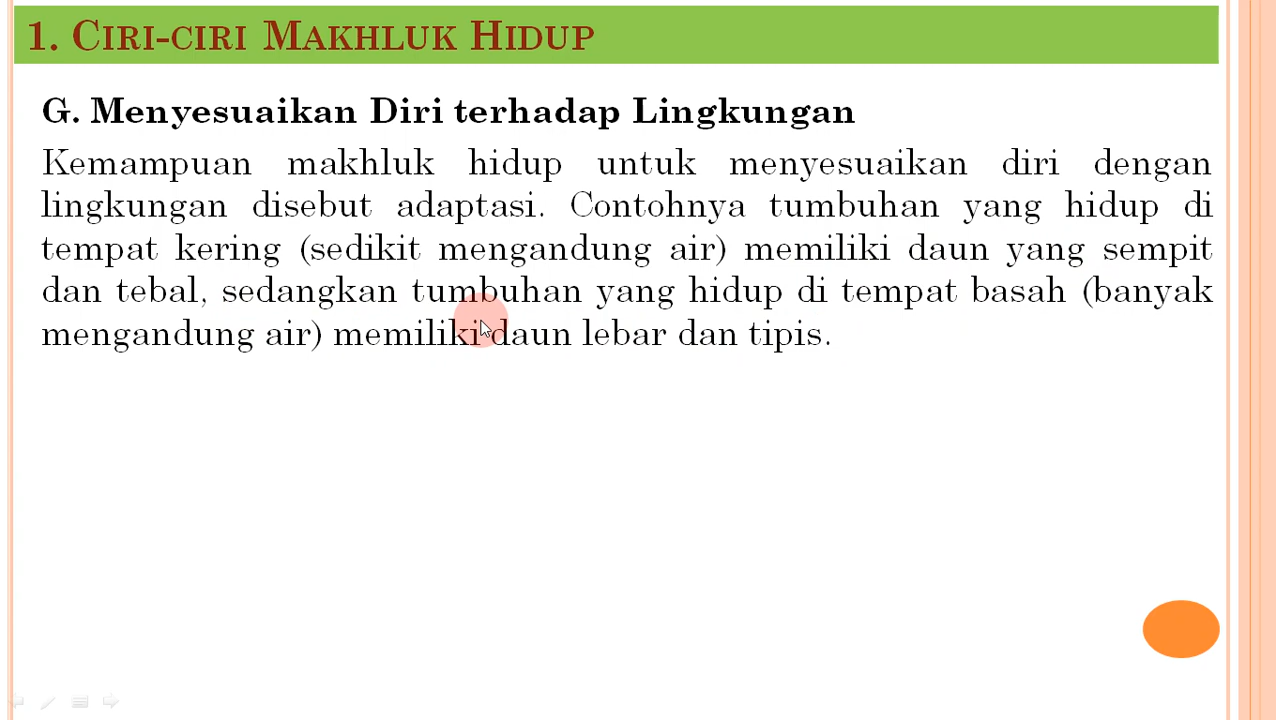 1. Ciri-ciri Makhluk Hidup
G. Menyesuaikan Diri terhadap Lingkungan
Kemampuan makhluk hidup untuk menyesuaikan diri dengan
lingkungan disebut adaptasi. Contohnya tumbuhan yang hidup di
tempat kering (sedikit mengandung air) memiliki daun yang sempit
dan tebal, sedangkan tumbuhan yang hidup di tempat basah (banyak
mengandung air) memiliki daun lebar dan tipis.